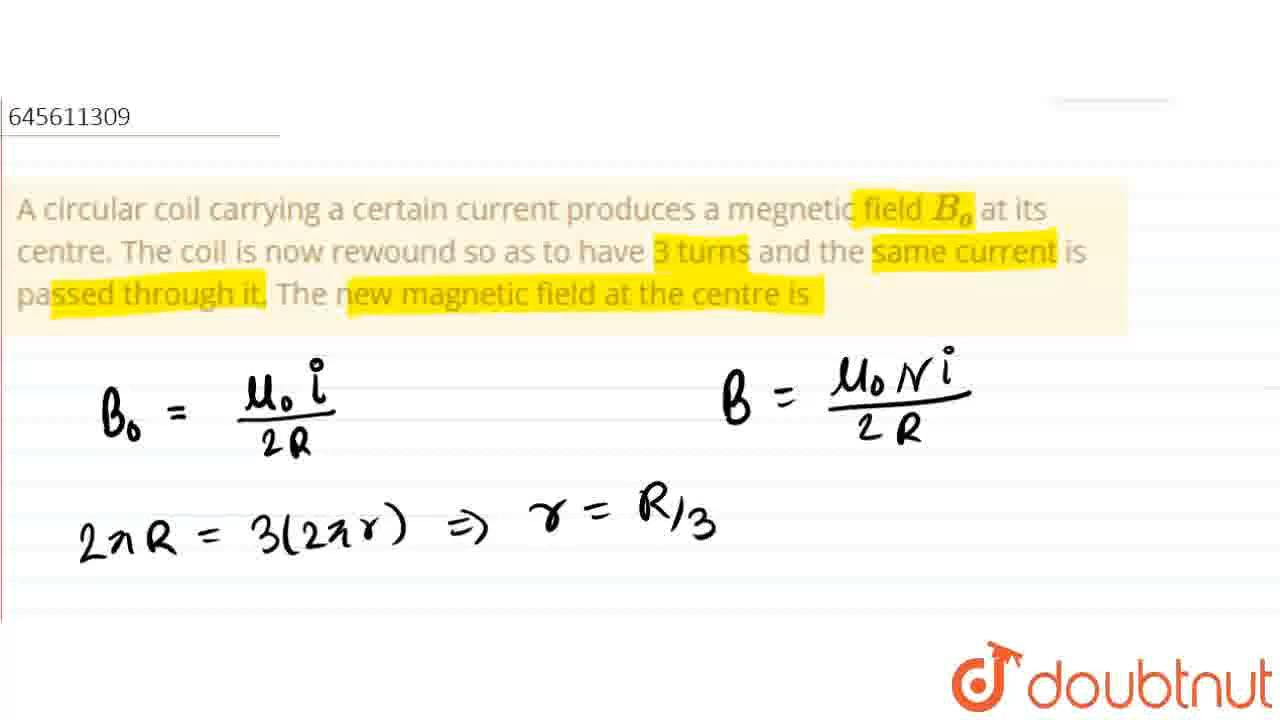 645611309
A circular coil carrying a certain current produces a megnetic field B₀ at its
centre. The coil is now rewound so as to have 3 turns and the same current is
passed through it. The new magnetic field at the centre is
B₀ = μ₀ i / 2R
B = μ₀ N i / 2R
2πR = 3(2πr) ⇒ r = R/3
doubtnut